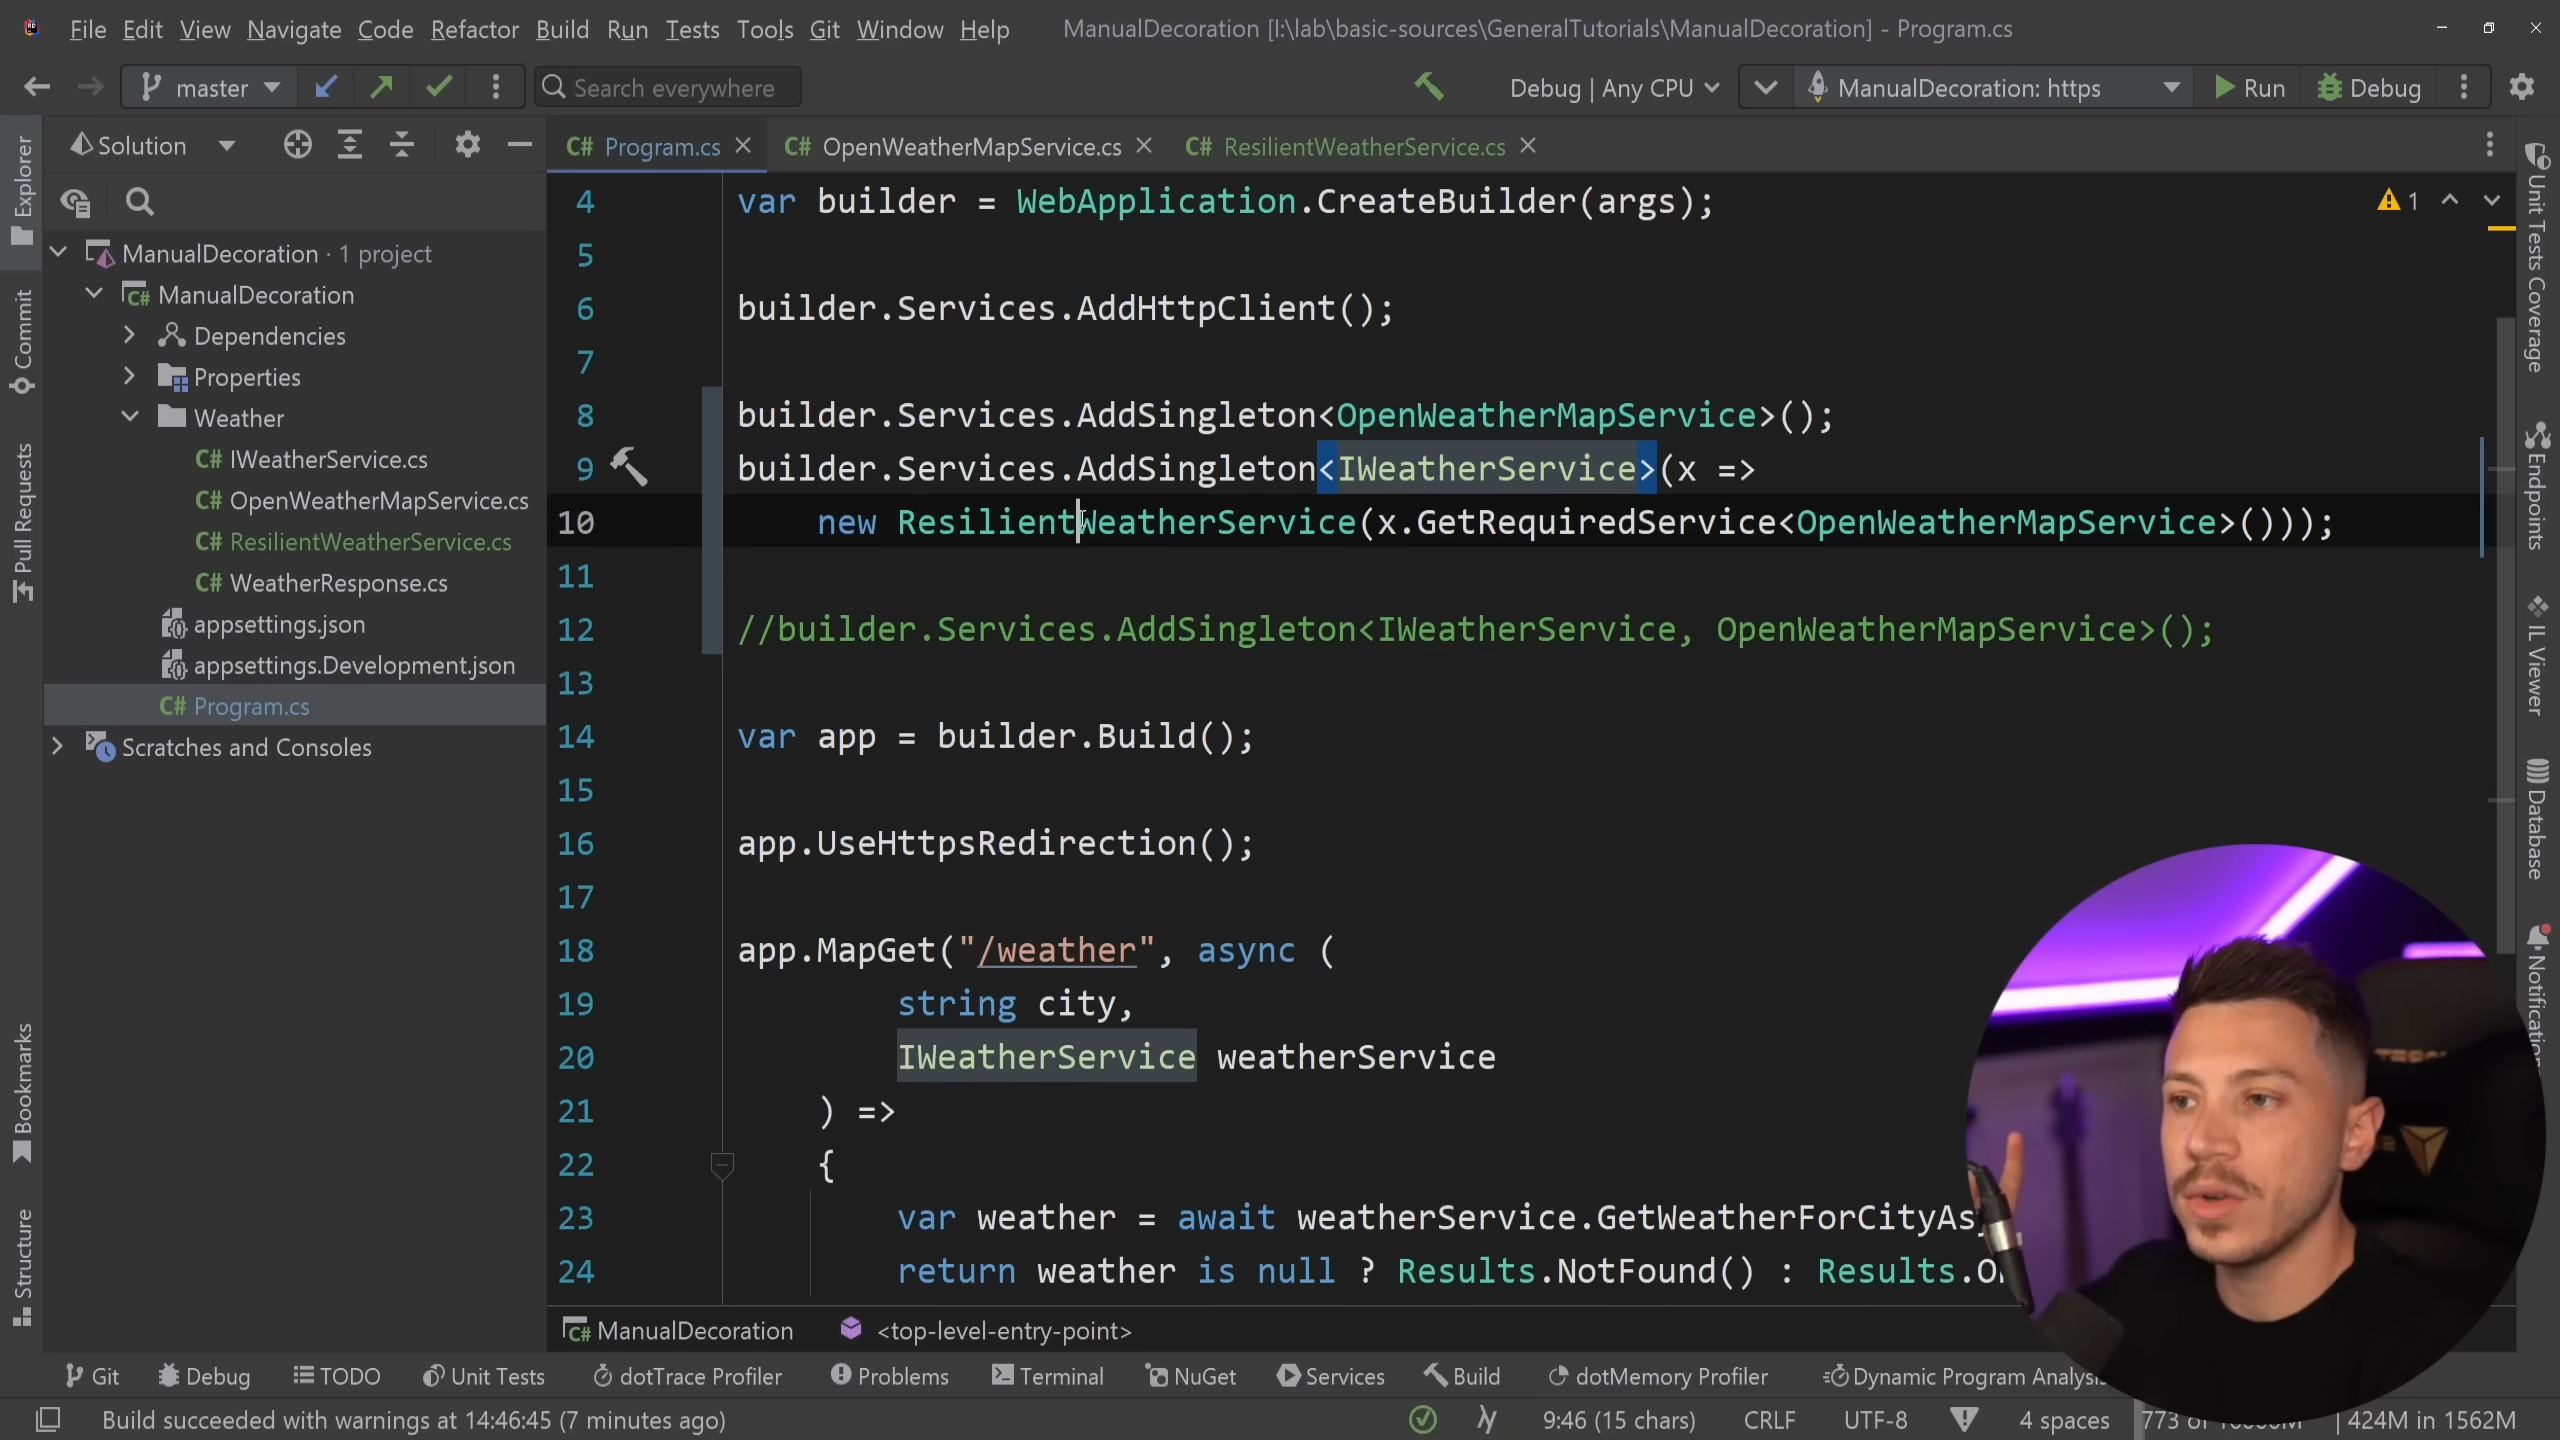 File Edit View Navigate Code Refactor Build Run Tests Tools Git Window Help ManualDecoration [I:\lab\basic-sources\GeneralTutorials\ManualDecoration] - Program.cs
master Search everywhere Debug | Any CPU ManualDecoration: https Run Debug
Solution
C# Program.cs C# OpenWeatherMapService.cs C# ResilientWeatherService.cs
Explorer
Commit
Pull Requests
Bookmarks
Structure
ManualDecoration · 1 project
C# ManualDecoration
Dependencies
Properties
Weather
C# IWeatherService.cs
C# OpenWeatherMapService.cs
C# ResilientWeatherService.cs
C# WeatherResponse.cs
appsettings.json
appsettings.Development.json
C# Program.cs
Scratches and Consoles
1
4 var builder = WebApplication.CreateBuilder(args);
5
6 builder.Services.AddHttpClient();
7
8 builder.Services.AddSingleton<OpenWeatherMapService>();
9 builder.Services.AddSingleton<IWeatherService>(x =>
10 new ResilientWeatherService(x.GetRequiredService<OpenWeatherMapService>()));
11
12 //builder.Services.AddSingleton<IWeatherService, OpenWeatherMapService>();
13
14 var app = builder.Build();
15
16 app.UseHttpsRedirection();
17
18 app.MapGet("/weather", async (
19 string city,
20 IWeatherService weatherService
21 ) =>
22 {
23 var weather = await weatherService.GetWeatherForCityAs
24 return weather is null ? Results.NotFound() : Results.O
Unit Tests Coverage
Endpoints
IL Viewer
Database
Notification
C# ManualDecoration <top-level-entry-point>
Git Debug TODO Unit Tests dotTrace Profiler Problems Terminal NuGet Services Build dotMemory Profiler Dynamic Program Analysis
Build succeeded with warnings at 14:46:45 (7 minutes ago) 9:46 (15 chars) CRLF UTF-8 4 spaces 424M in 1562M